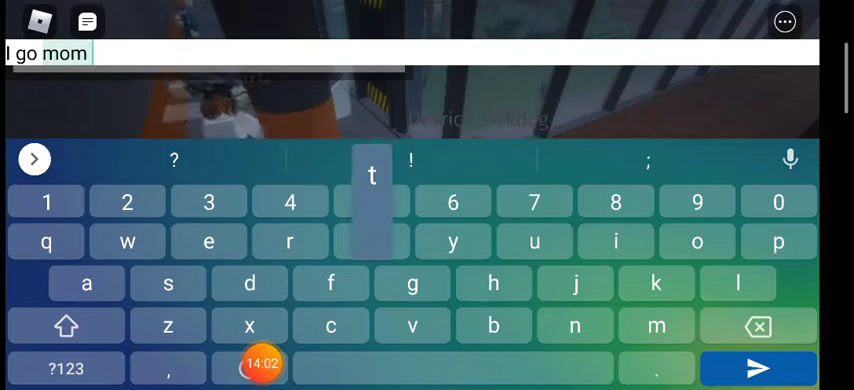 I go mom
? ! ;
t
1 2 3 4 6 7 8 9 0
q w e r y u i o p
a s d f g h j k l
z x c v b n m
?123 , 14:02 .